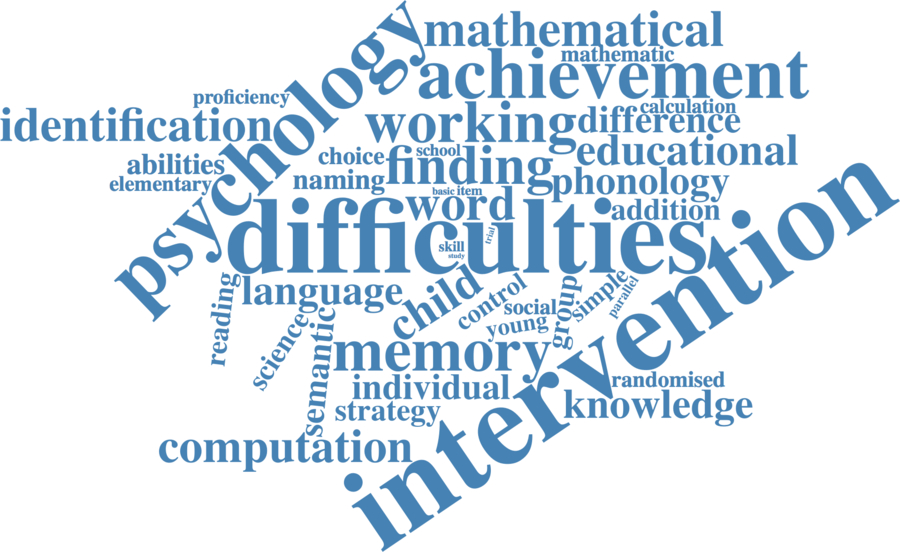 mathematical
mathematic
psychology
achievement
proficiency
calculation
identification
working
difference
school
abilities
choice
finding
educational
elementary
naming
phonology
basic
item
word
addition
difficulties
skill
trial
study
intervention
reading
language
child
control
group
simple
parallel
science
semantic
social
young
memory
individual
randomised
strategy
knowledge
computation